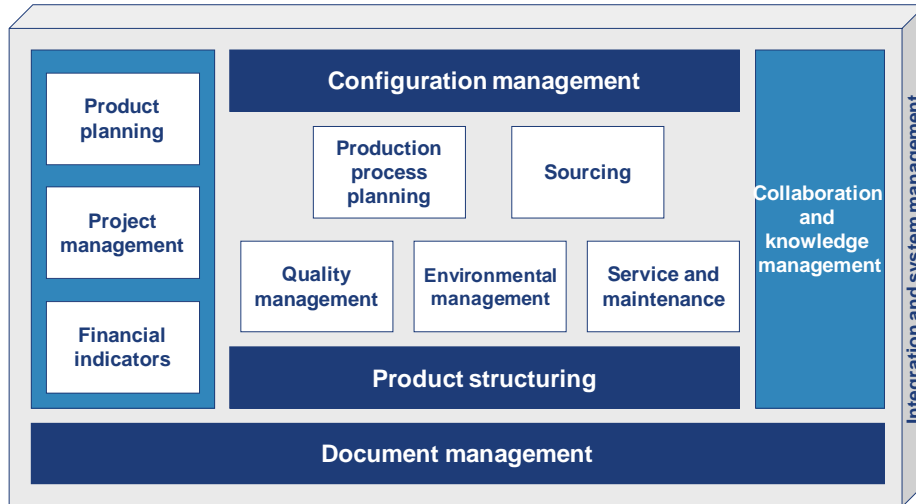 Product
planning
Project
management
Financial
indicators
Configuration management
Production
process
planning
Sourcing
Quality
management
Environmental
management
Service and
maintenance
Product structuring
Collaboration
and
knowledge
management
Document management
Integration and system management